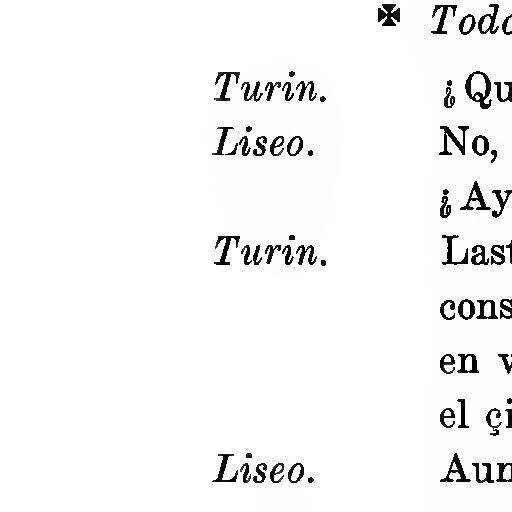 ✠ Todo
Turin. ¿Qu
Liseo. No,
¿Ay
Turin. Last
cons
en v
el çi
Liseo. Aun